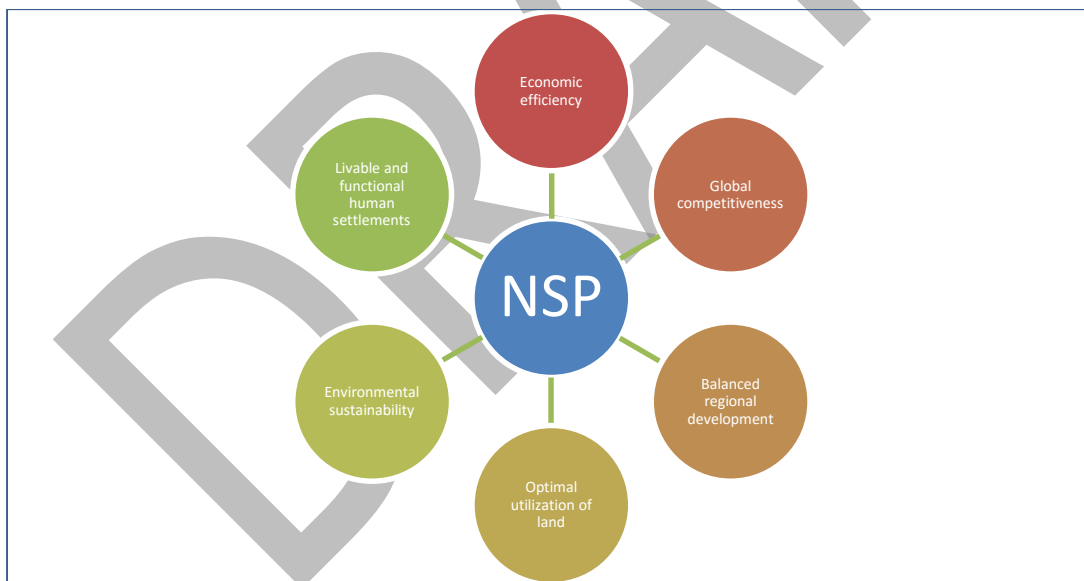 Economic
efficiency
Global
competitiveness
Balanced
regional
development
Optimal
utilization of
land
Environmental
sustainability
Livable and
functional
human
settlements
NSP